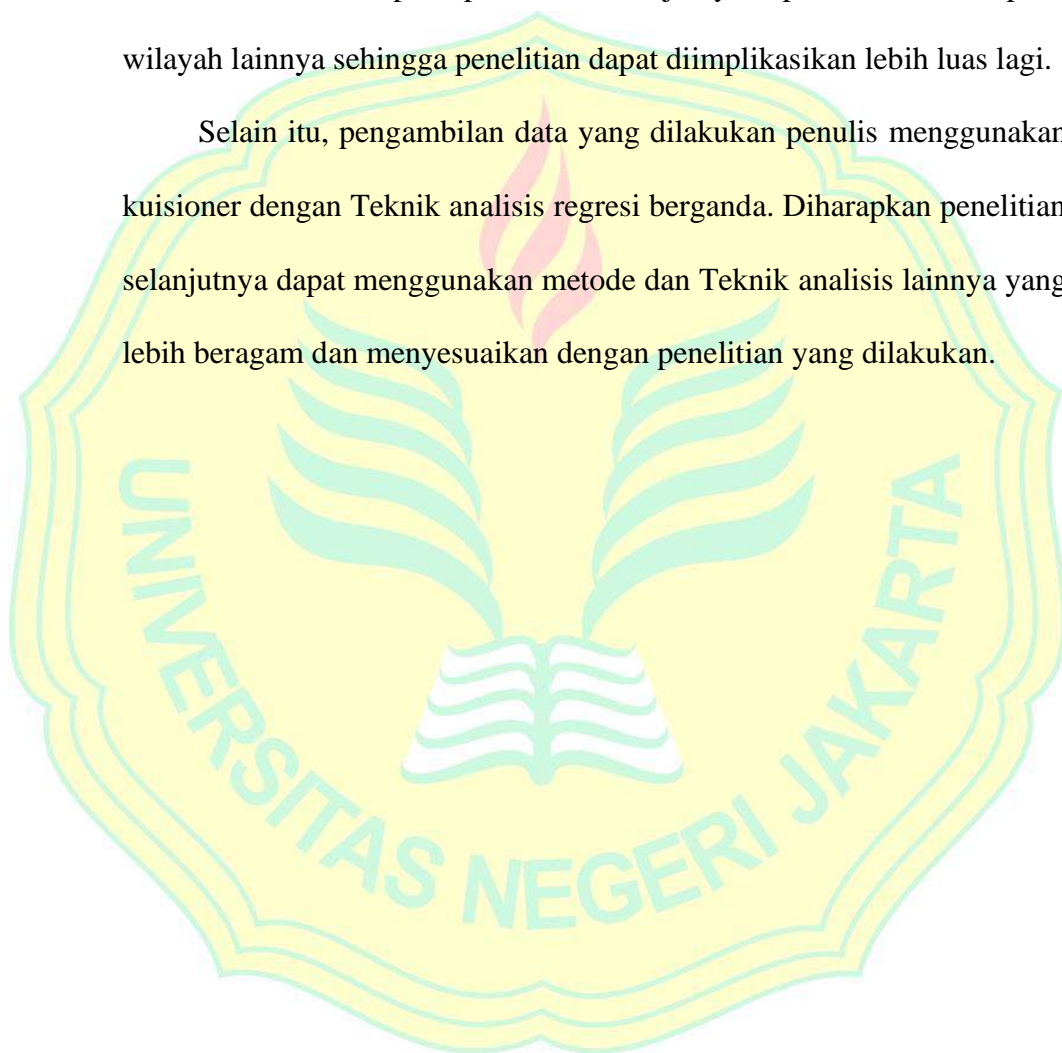 wilayah lainnya sehingga penelitian dapat diimplikasikan lebih luas lagi.
Selain itu, pengambilan data yang dilakukan penulis menggunakan
kuisioner dengan Teknik analisis regresi berganda. Diharapkan penelitian
selanjutnya dapat menggunakan metode dan Teknik analisis lainnya yang
lebih beragam dan menyesuaikan dengan penelitian yang dilakukan.
UNIVERSITAS NEGERI JAKARTA